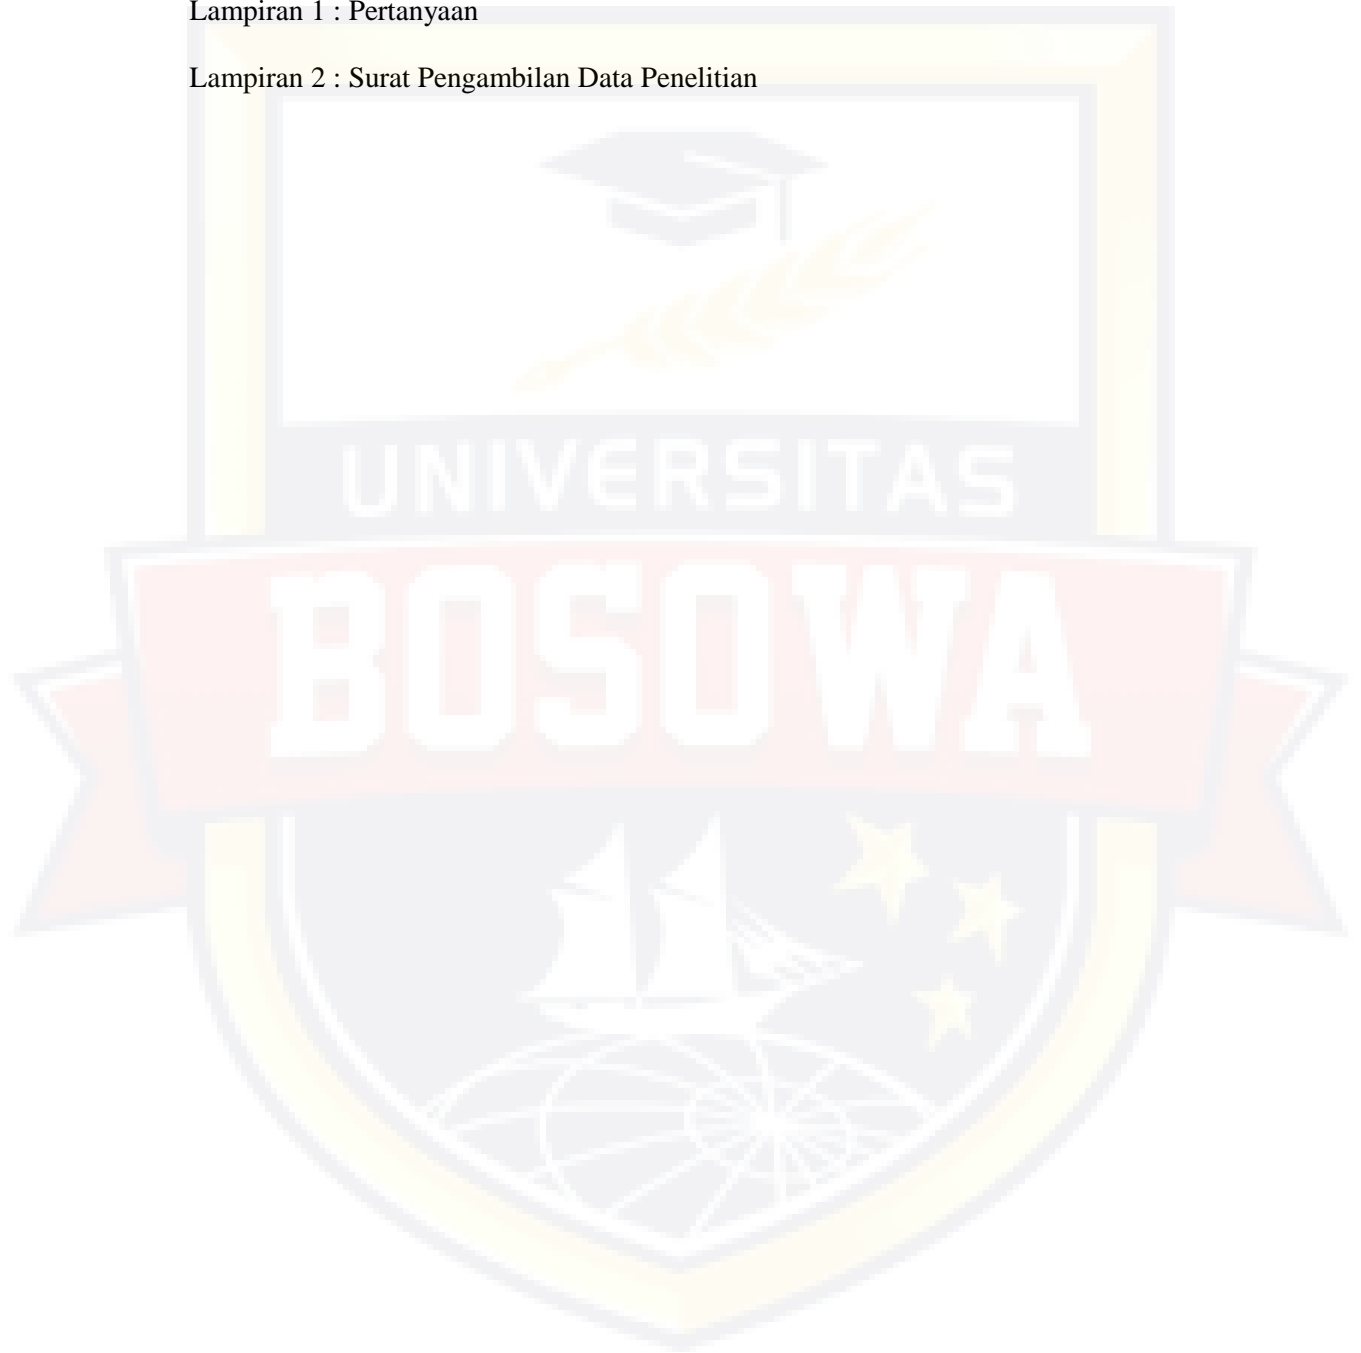 Lampiran 1 : Pertanyaan
Lampiran 2 : Surat Pengambilan Data Penelitian
UNIVERSITAS
BOSOWA